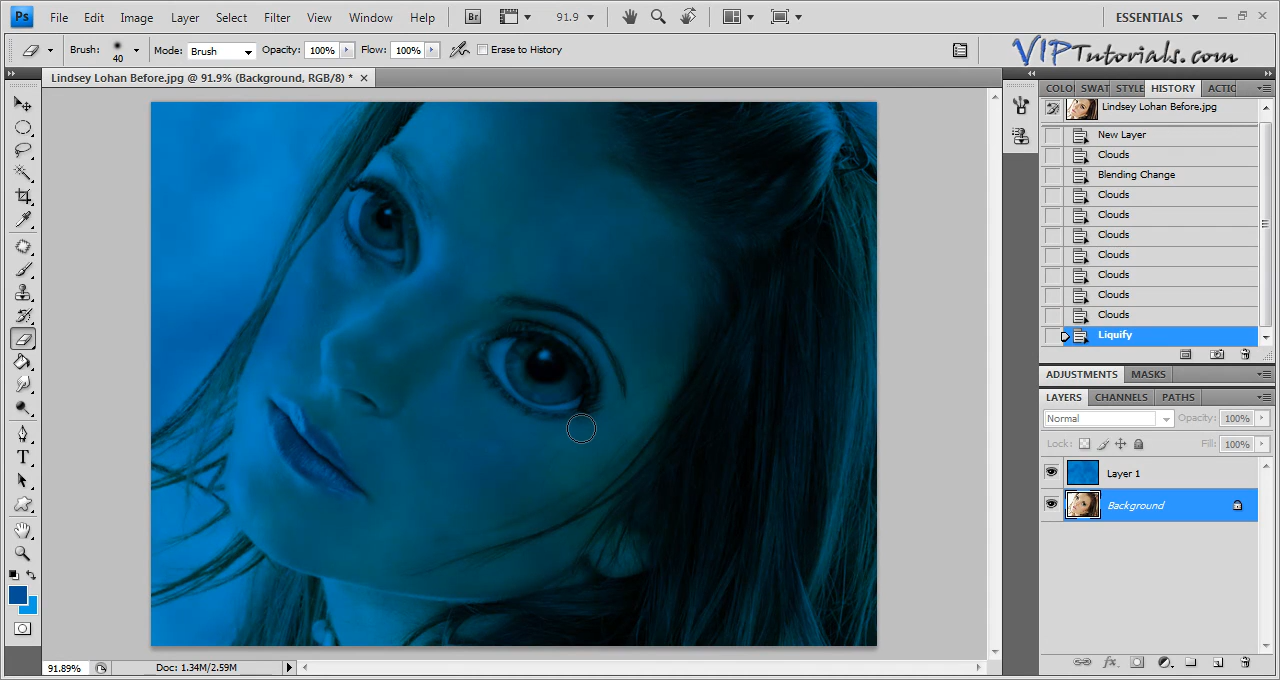 Ps File Edit Image Layer Select Filter View Window Help Br 91.9 ESSENTIALS
Brush: 40 Mode: Brush Opacity: 100% Flow: 100% Erase to History
VIPTutorials.com
Lindsey Lohan Before.jpg @ 91.9% (Background, RGB/8) *
COLO SWAT STYLE HISTORY ACTIC
Lindsey Lohan Before.jpg
New Layer
Clouds
Blending Change
Clouds
Clouds
Clouds
Clouds
Clouds
Clouds
Clouds
Liquify
ADJUSTMENTS MASKS
LAYERS CHANNELS PATHS
Normal Opacity: 100%
Lock: Fill: 100%
Layer 1
Background
T
91.89% Doc: 1.34M/2.59M